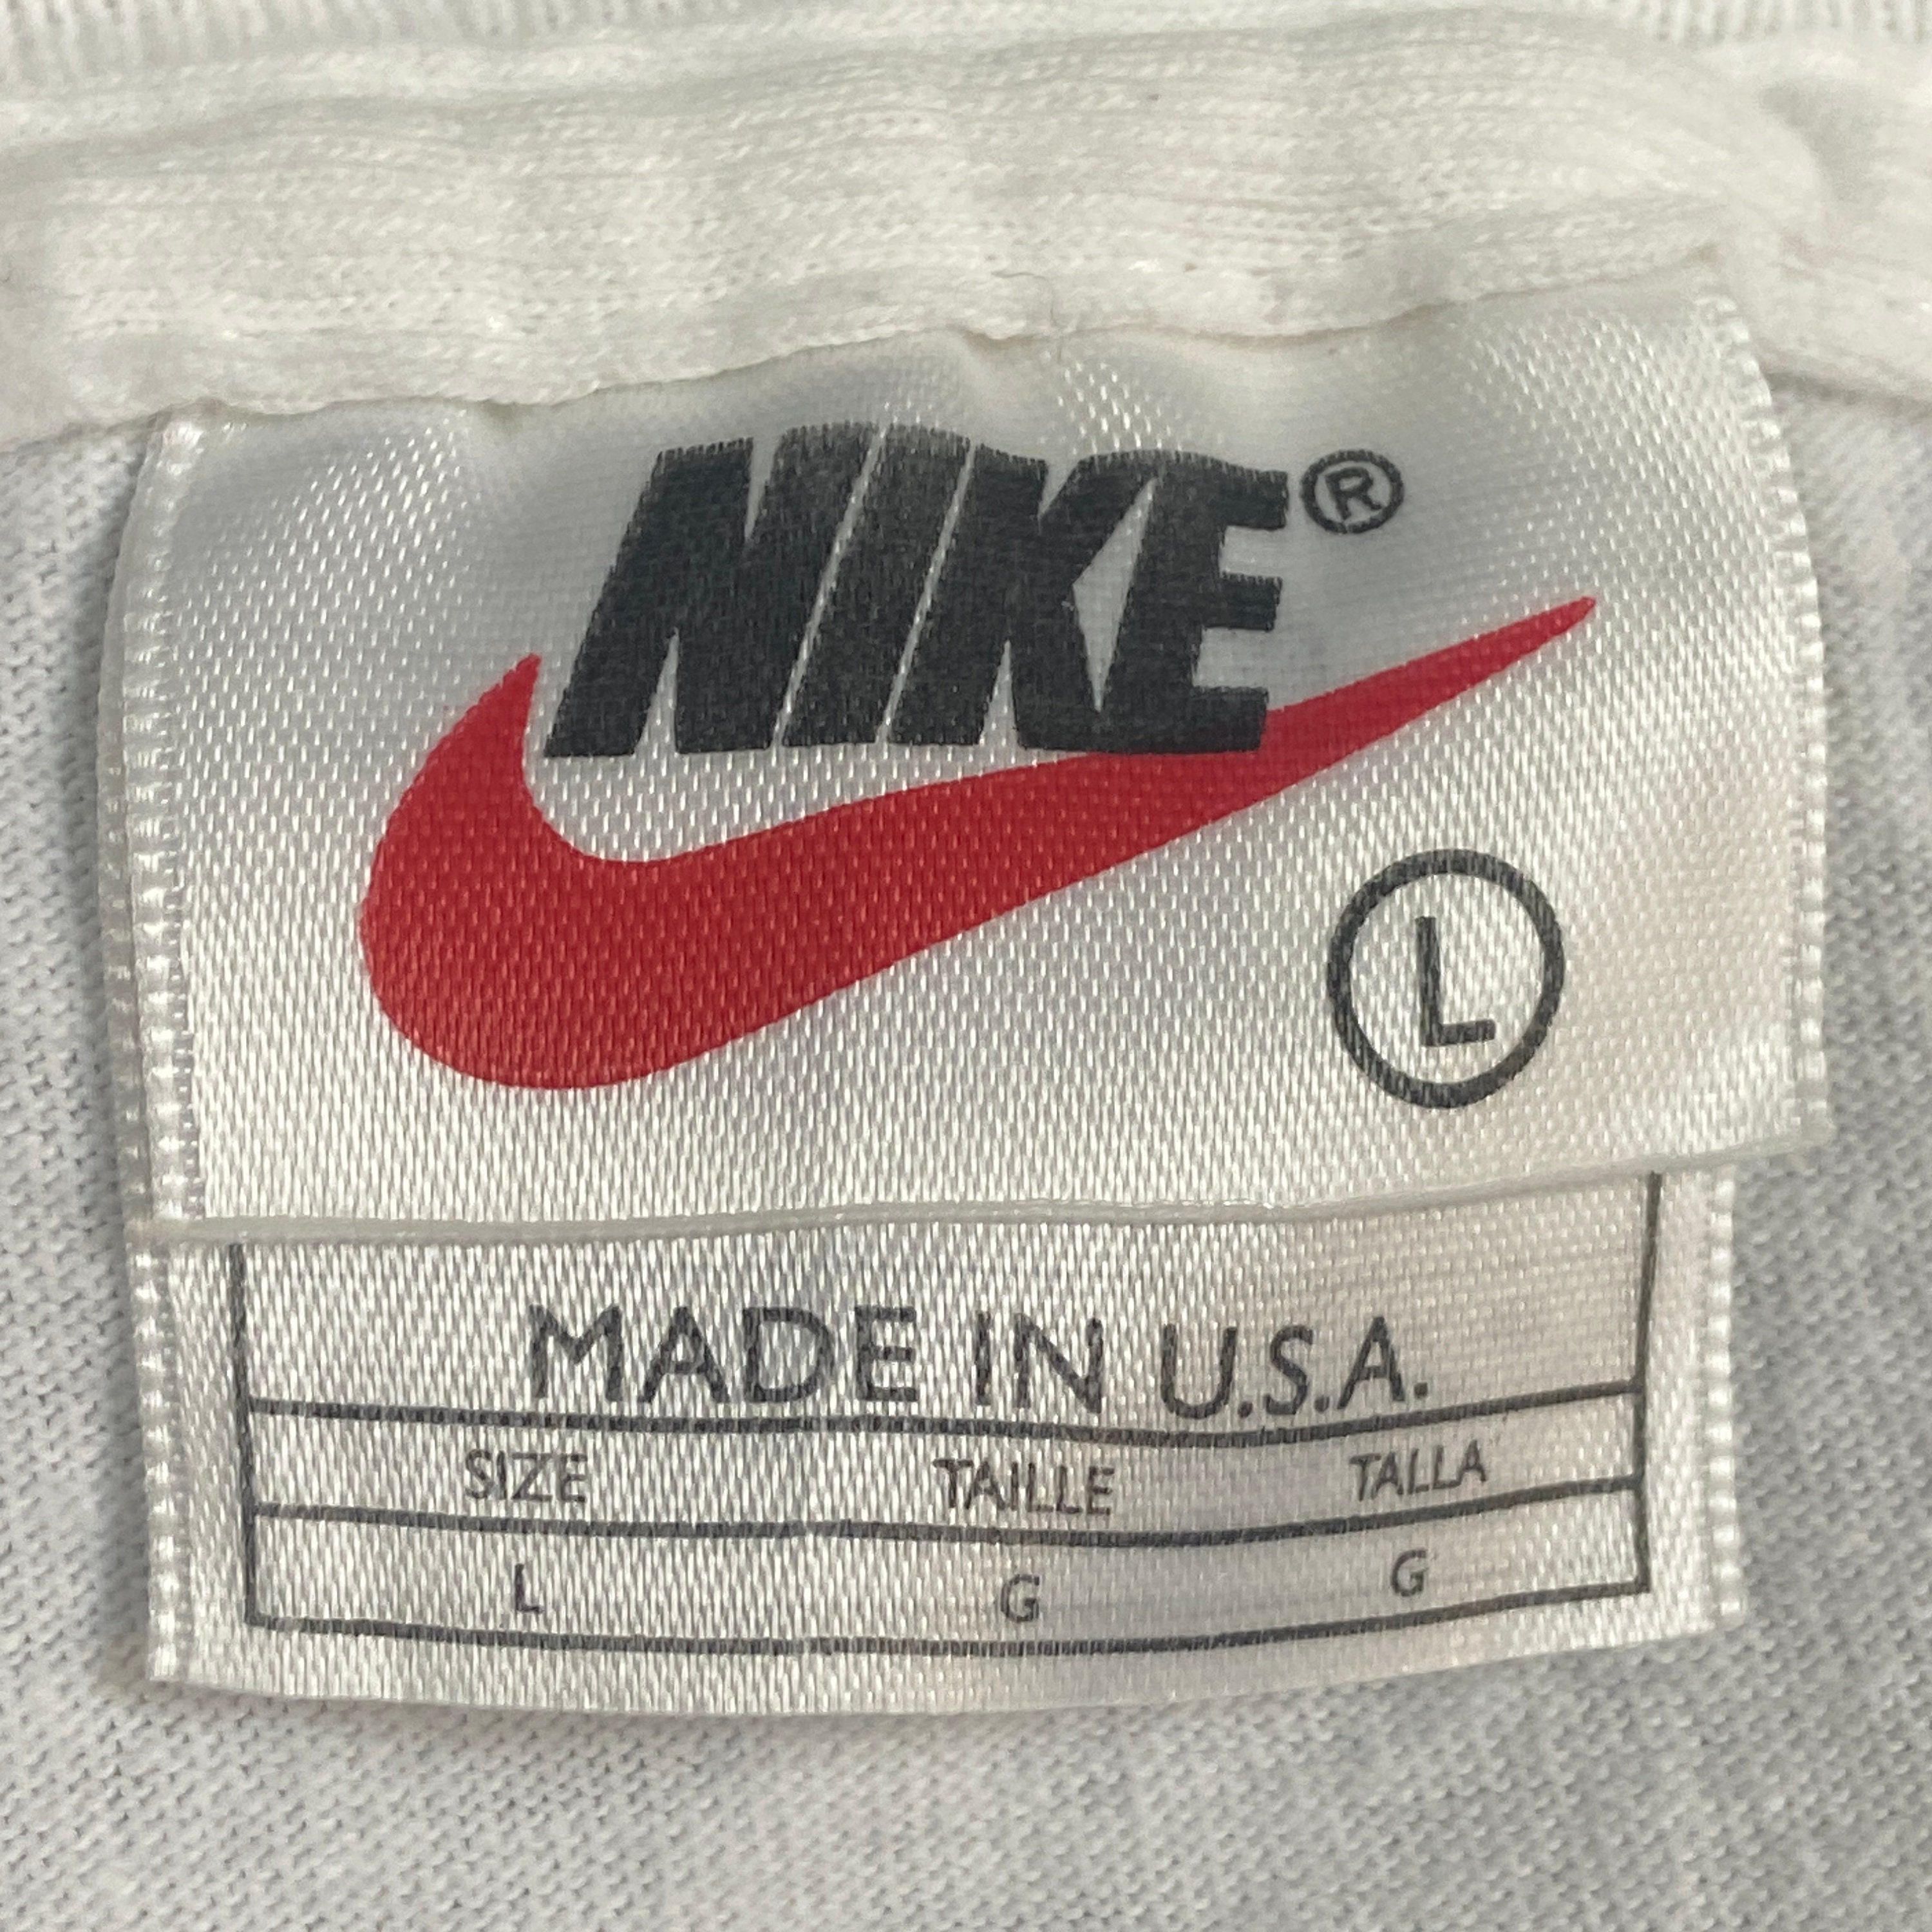 NIKE®
L
MADE IN U.S.A.
SIZE TAILLE TALLA
L G G